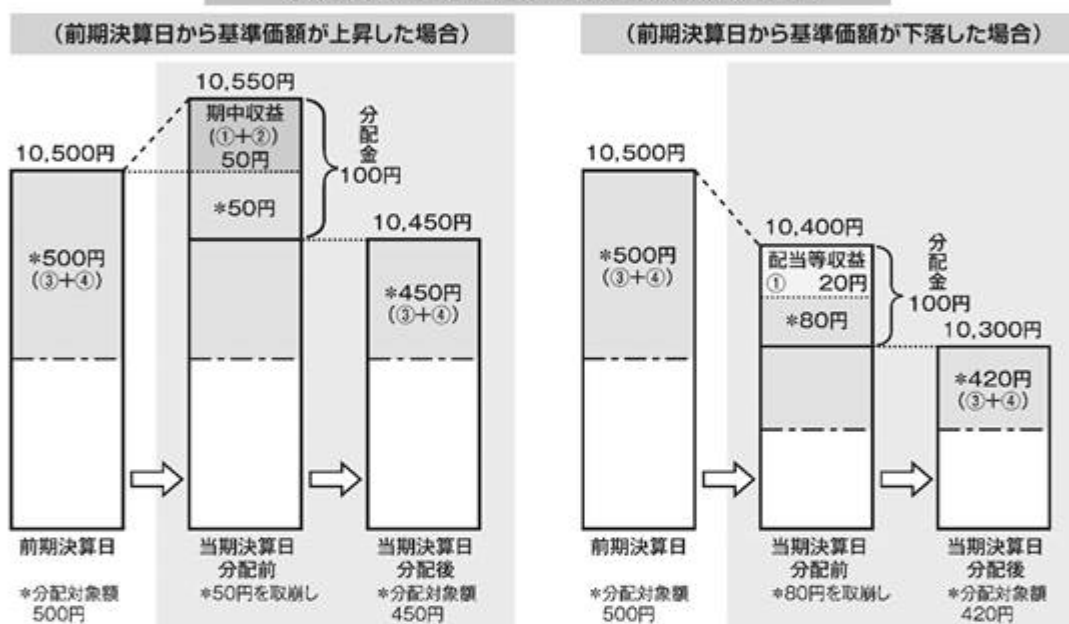 (前期決算日から基準価額が上昇した場合)
10,550円
期中収益
(①+②)
50円
*50円
分配金
100円
10,500円
*500円
(③+④)
10,450円
*450円
(③+④)
前期決算日
*分配対象額
500円
当期決算日
分配前
*50円を取崩し
当期決算日
分配後
*分配対象額
450円
(前期決算日から基準価額が下落した場合)
10,500円
*500円
(③+④)
10,400円
配当等収益
① 20円
*80円
分配金
100円
10,300円
*420円
(③+④)
前期決算日
*分配対象額
500円
当期決算日
分配前
*80円を取崩し
当期決算日
分配後
*分配対象額
420円